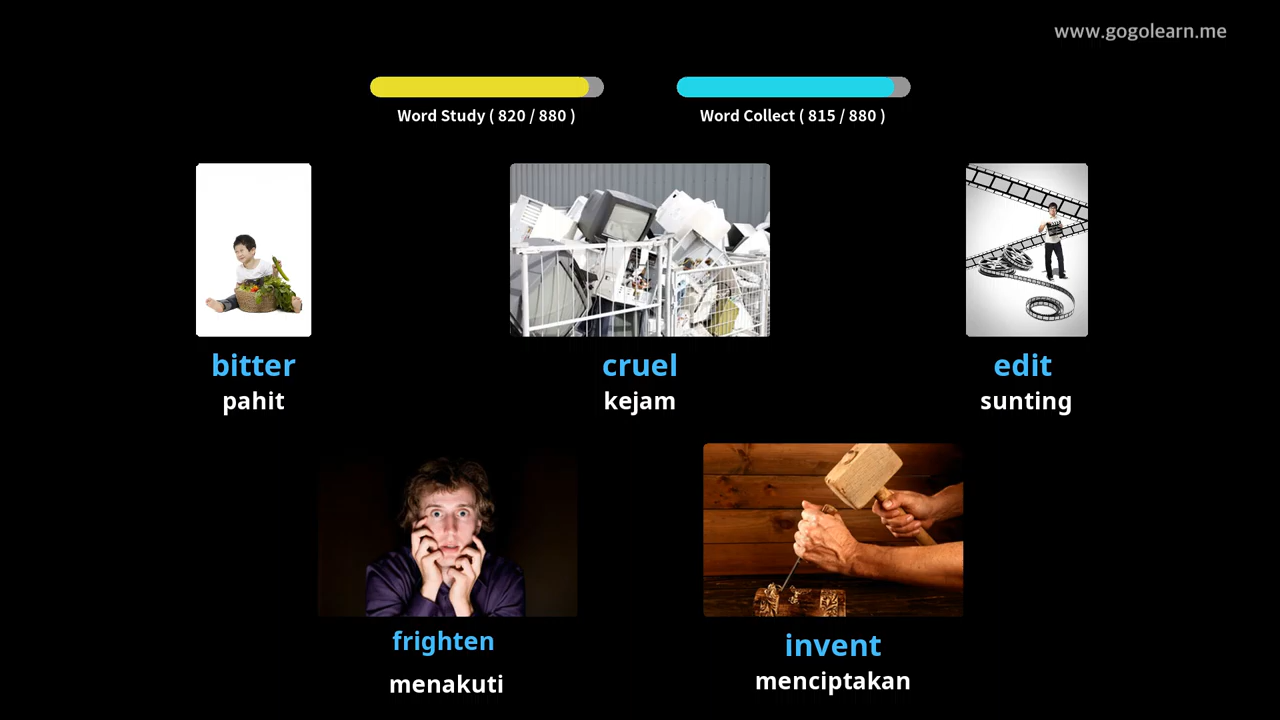 www.gogolearn.me
Word Study ( 820 / 880 )
Word Collect ( 815 / 880 )
bitter
pahit
cruel
kejam
edit
sunting
frighten
menakuti
invent
menciptakan